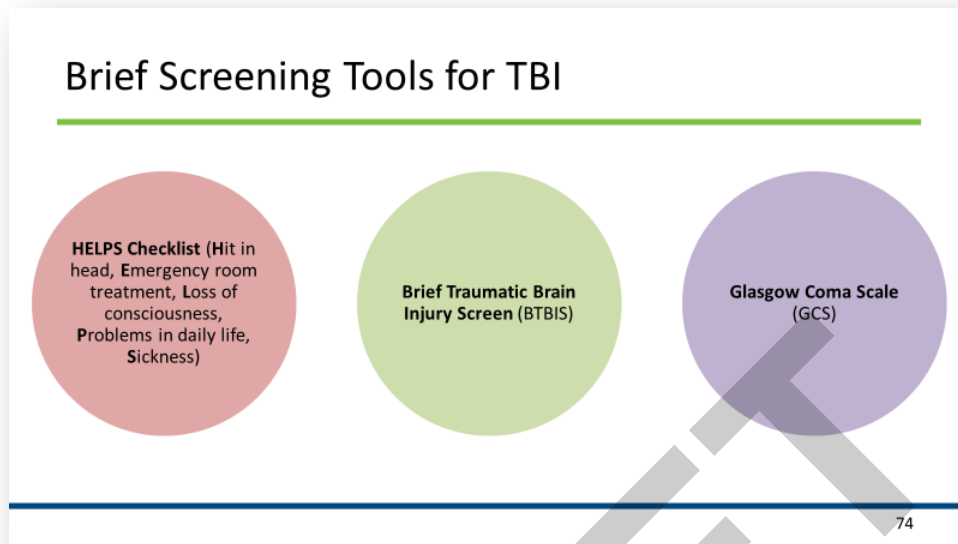 Brief Screening Tools for TBI
HELPS Checklist (Hit in
head, Emergency room
treatment, Loss of
consciousness,
Problems in daily life,
Sickness)
Brief Traumatic Brain
Injury Screen (BTBIS)
Glasgow Coma Scale
(GCS)
74